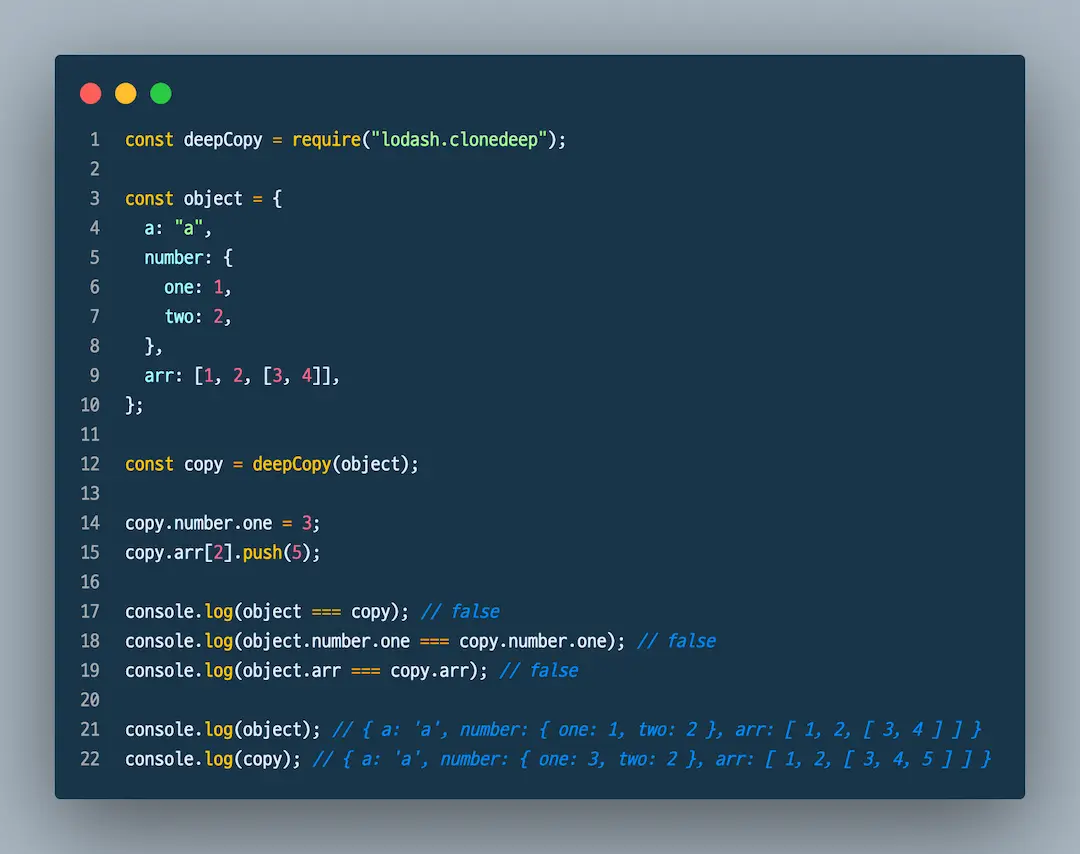 1 const deepCopy = require("lodash.clonedeep");
2
3 const object = {
4   a: "a",
5   number: {
6     one: 1,
7     two: 2,
8   },
9   arr: [1, 2, [3, 4]],
10 };
11
12 const copy = deepCopy(object);
13
14 copy.number.one = 3;
15 copy.arr[2].push(5);
16
17 console.log(object === copy); // false
18 console.log(object.number.one === copy.number.one); // false
19 console.log(object.arr === copy.arr); // false
20
21 console.log(object); // { a: 'a', number: { one: 1, two: 2 }, arr: [ 1, 2, [ 3, 4 ] ] }
22 console.log(copy); // { a: 'a', number: { one: 3, two: 2 }, arr: [ 1, 2, [ 3, 4, 5 ] ] }